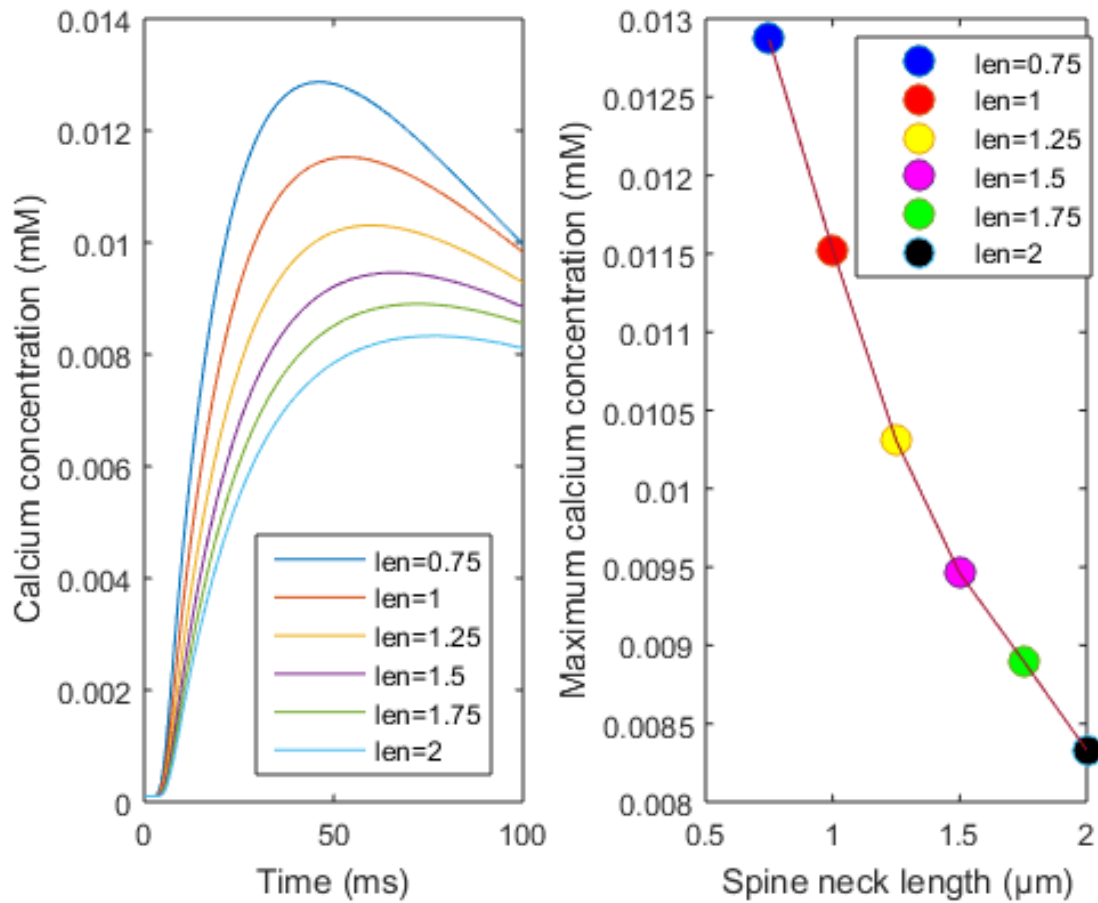 0.014
0.012
0.01
0.008
0.006
0.004
0.002
0
Calcium concentration (mM)
len=0.75
len=1
len=1.25
len=1.5
len=1.75
len=2
0
50
100
Time (ms)
0.013
0.0125
0.012
0.0115
0.011
0.0105
0.01
0.0095
0.009
0.0085
0.008
Maximum calcium concentration (mM)
len=0.75
len=1
len=1.25
len=1.5
len=1.75
len=2
0.5
1
1.5
2
Spine neck length (µm)